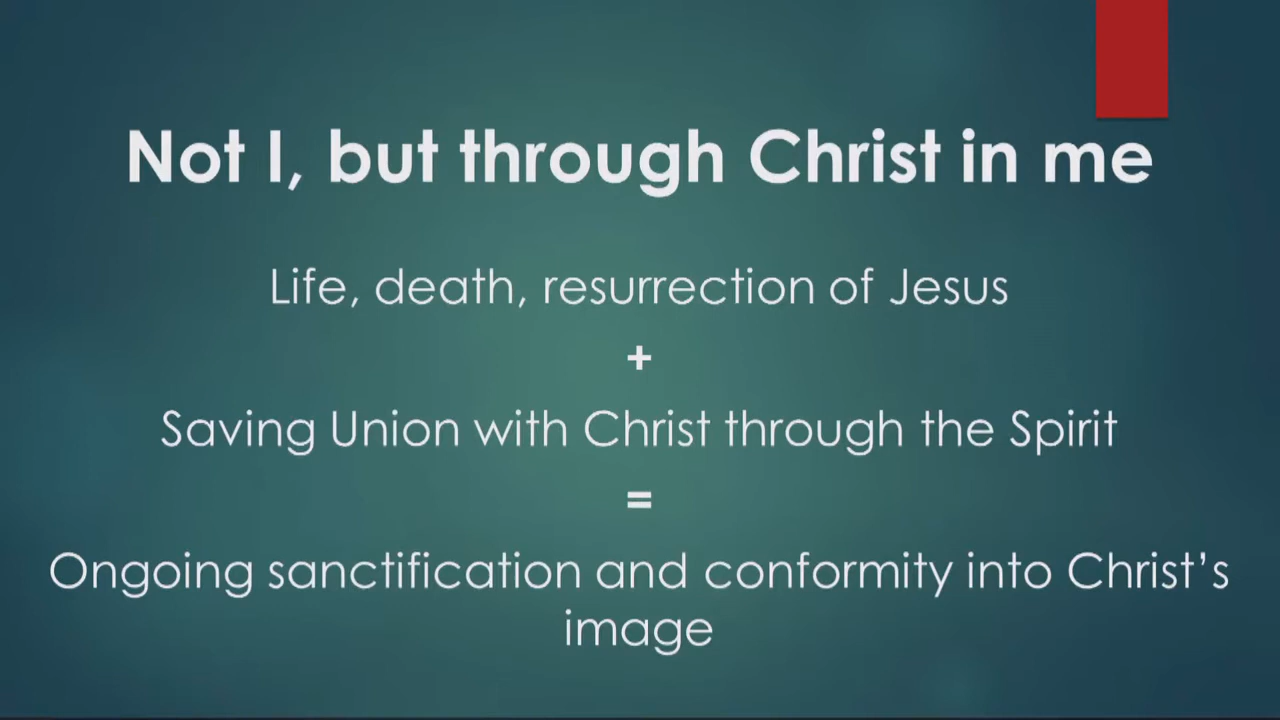 Not I, but through Christ in me
Life, death, resurrection of Jesus
+
Saving Union with Christ through the Spirit
=
Ongoing sanctification and conformity into Christ’s
image